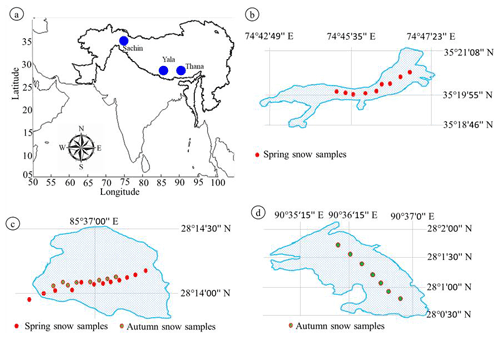 a
35
30
25
20
15
10
05
Latitude
Sachin
Yala
Thana
N
W
E
S
50 55 60 65 70 75 80 85 90 95 100
Longitude
b
74°42'49" E
74°45'35"
74°47'23" E
35°21'08" N
35°19'55" N
35°18'46" N
Spring snow samples
c
85°37'00" E
28°14'30" N
28°14'00" N
Spring snow samples
Autumn snow samples
d
90°35'15" E
90°36'15" E
90°37'0" E
28°2'00" N
28°1'30" N
28°1'00" N
28°0'30" N
Autumn snow samples